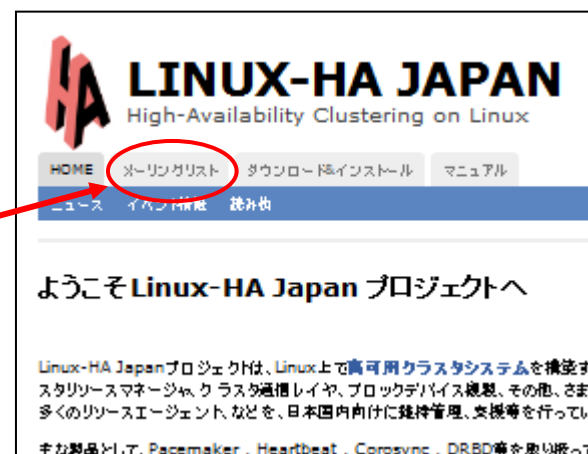 HA
LINUX-HA JAPAN
High-Availability Clustering on Linux
HOME メーリングリスト ダウンロード&インストール マニュアル
ニュース イベント情報 読み物
ようこそLinux-HA Japan プロジェクトへ
Linux-HA Japanプロジェクトは、Linux上で高可用クラスタシステムを構築す
スタリソースマネージャ、クラスタ通信レイヤ、ブロックデバイス複製、その他、さま
多くのリソースエージェント、などを、日本国内向けに維持管理、支援等を行ってい
主な製品として、Pacemaker , Heartbeat , Corosync , DRBD等を取り扱って